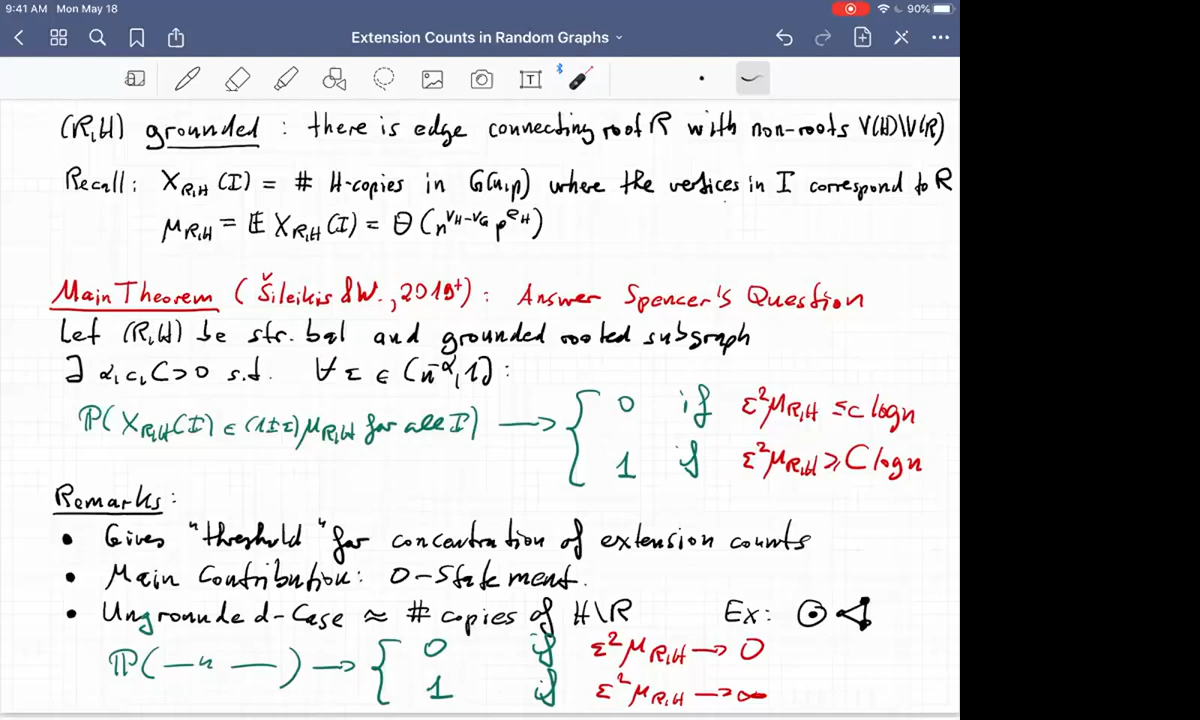 9:41 AM Mon May 18 90%
Extension Counts in Random Graphs
(R,H) grounded : there is edge connecting root R with non-roots V(H)\V(R)
Recall: X_{R,H}(I) = # H-copies in G(n,p) where the vertices in I correspond to R
μ_{R,H} = 𝔼 X_{R,H}(I) = Θ(n^{v_H-v_G} p^{e_H})
Main Theorem (Šileikis & W., 2019+) : Answer Spencer's Question
Let (R,H) be str. bal and grounded rooted subgraph
∃ α,c,C>0 s.t. ∀ε ∈ (n^{-α},1] :
ℙ(X_{R,H}(I) ∈ (1±ε)μ_{R,H} for all I) → { 0 if ε²μ_{R,H} ≤ c log n
1 if ε²μ_{R,H} ≥ C log n
Remarks:
• Gives "threshold" for concentration of extension counts
• Main Contribution: 0-Statement.
• Ungrounded-Case ≈ # copies of H\R Ex:
ℙ(—"—) → { 0 if ε²μ_{R,H} → 0
1 if ε²μ_{R,H} → ∞